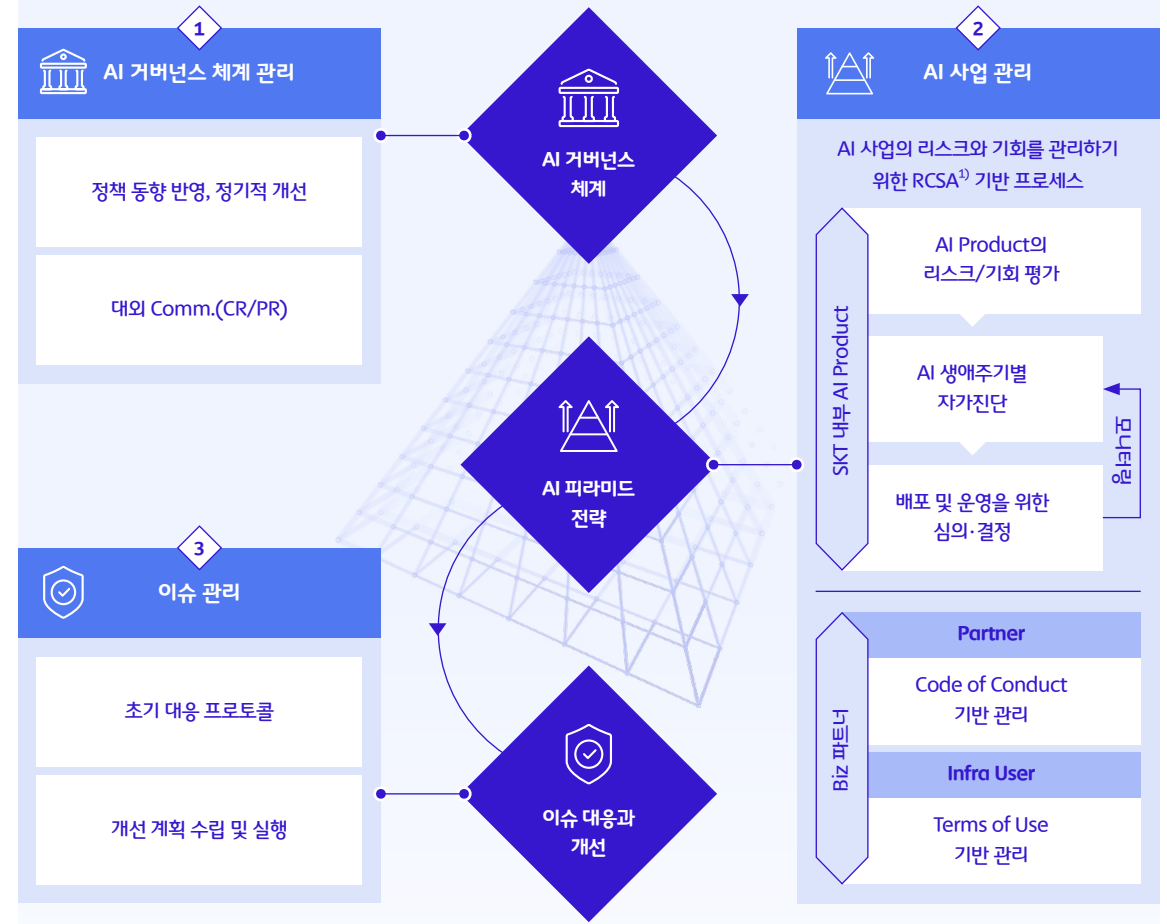 1
AI 거버넌스 체계 관리
정책 동향 반영, 정기적 개선
대외 Comm.(CR/PR)
AI 거버넌스
체계
AI 피라미드
전략
이슈 대응과
개선
2
AI 사업 관리
AI 사업의 리스크와 기회를 관리하기
위한 RCSA1) 기반 프로세스
SKT 내부 AI Product
AI Product의
리스크/기회 평가
AI 생애주기별
자가진단
배포 및 운영을 위한
심의·결정
모니터링
Biz 파트너
Partner
Code of Conduct
기반 관리
Infra User
Terms of Use
기반 관리
3
이슈 관리
초기 대응 프로토콜
개선 계획 수립 및 실행